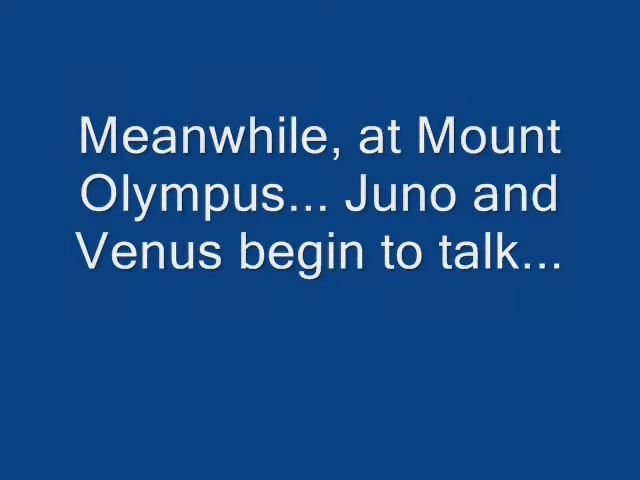 Meanwhile, at Mount
Olympus... Juno and
Venus begin to talk...